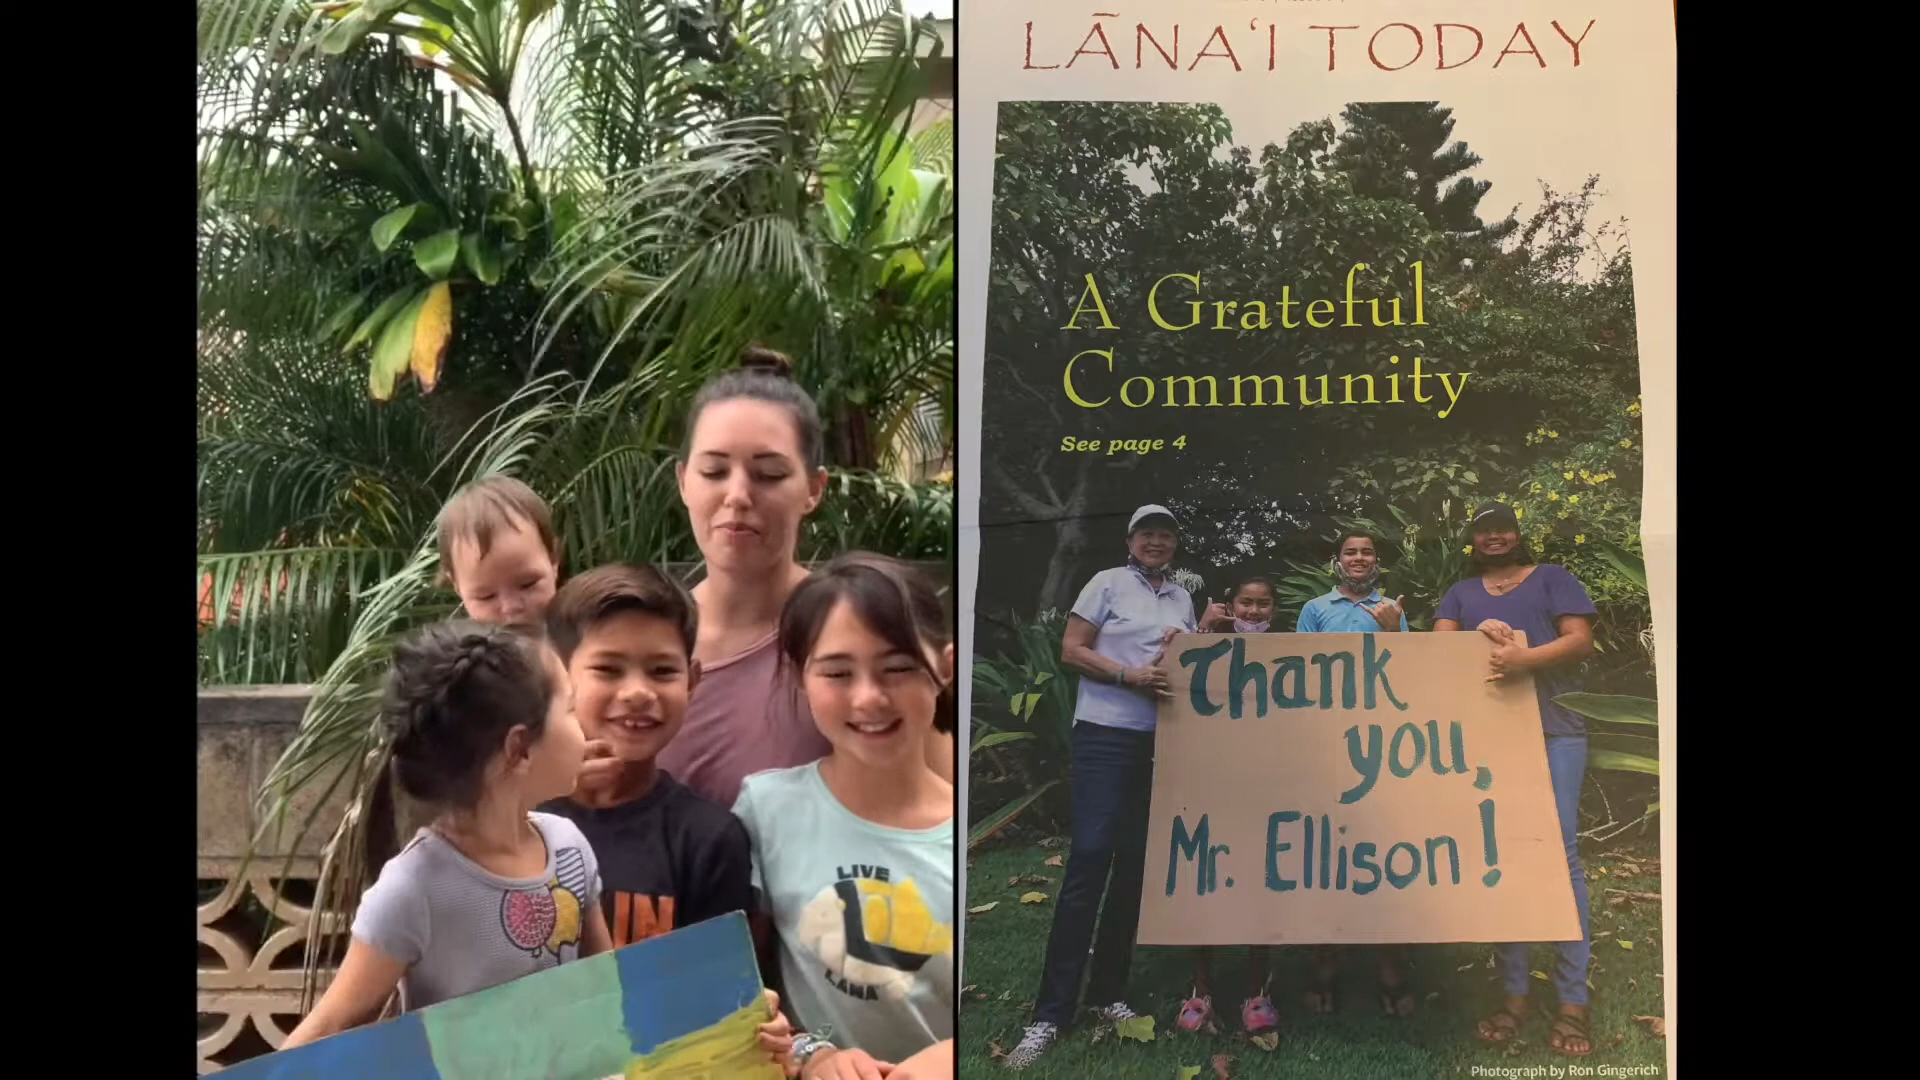 LĀNAʻI TODAY
A Grateful
Community
See page 4
Thank
you,
Mr. Ellison!
Photograph by Ron Gingerich
LIVE
LANA